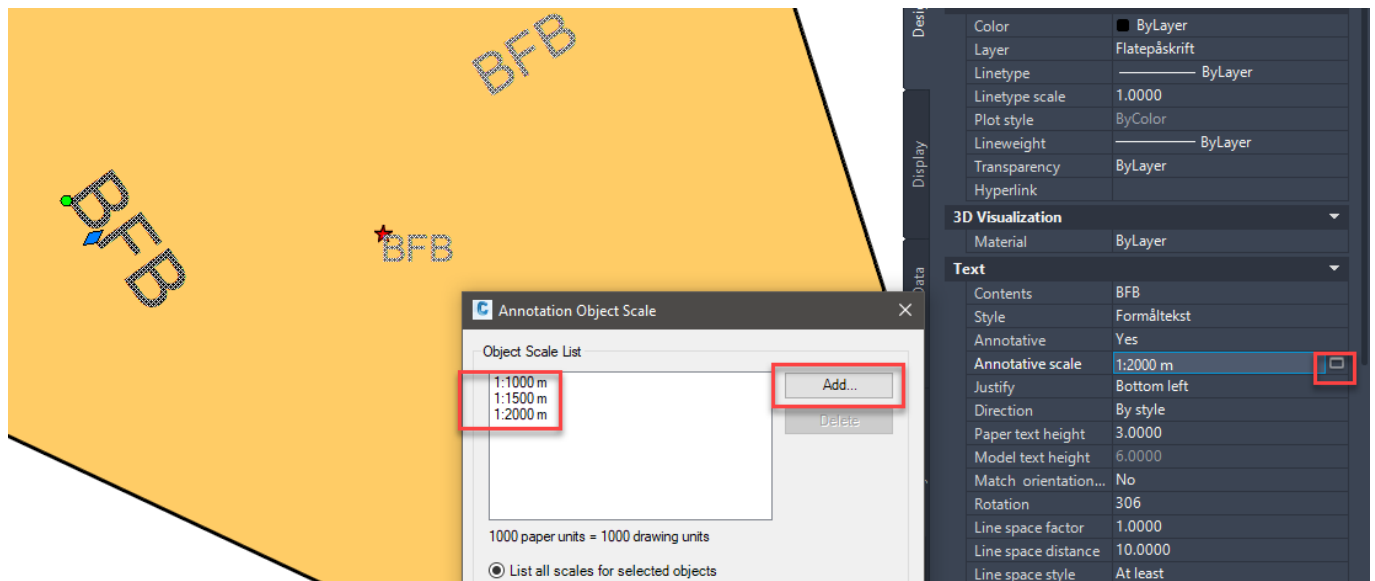 BFB
BFB
BFB
C Annotation Object Scale
Object Scale List
1:1000 m
1:1500 m
1:2000 m
Add...
Delete
1000 paper units = 1000 drawing units
List all scales for selected objects
Display
Data
Color ByLayer
Layer Flatepåskrift
Linetype ByLayer
Linetype scale 1.0000
Plot style ByColor
Lineweight ByLayer
Transparency ByLayer
Hyperlink
3D Visualization
Material ByLayer
Text
Contents BFB
Style Formåltekst
Annotative Yes
Annotative scale 1:2000 m
Justify Bottom left
Direction By style
Paper text height 3.0000
Model text height 6.0000
Match orientation... No
Rotation 306
Line space factor 1.0000
Line space distance 10.0000
Line space style At least